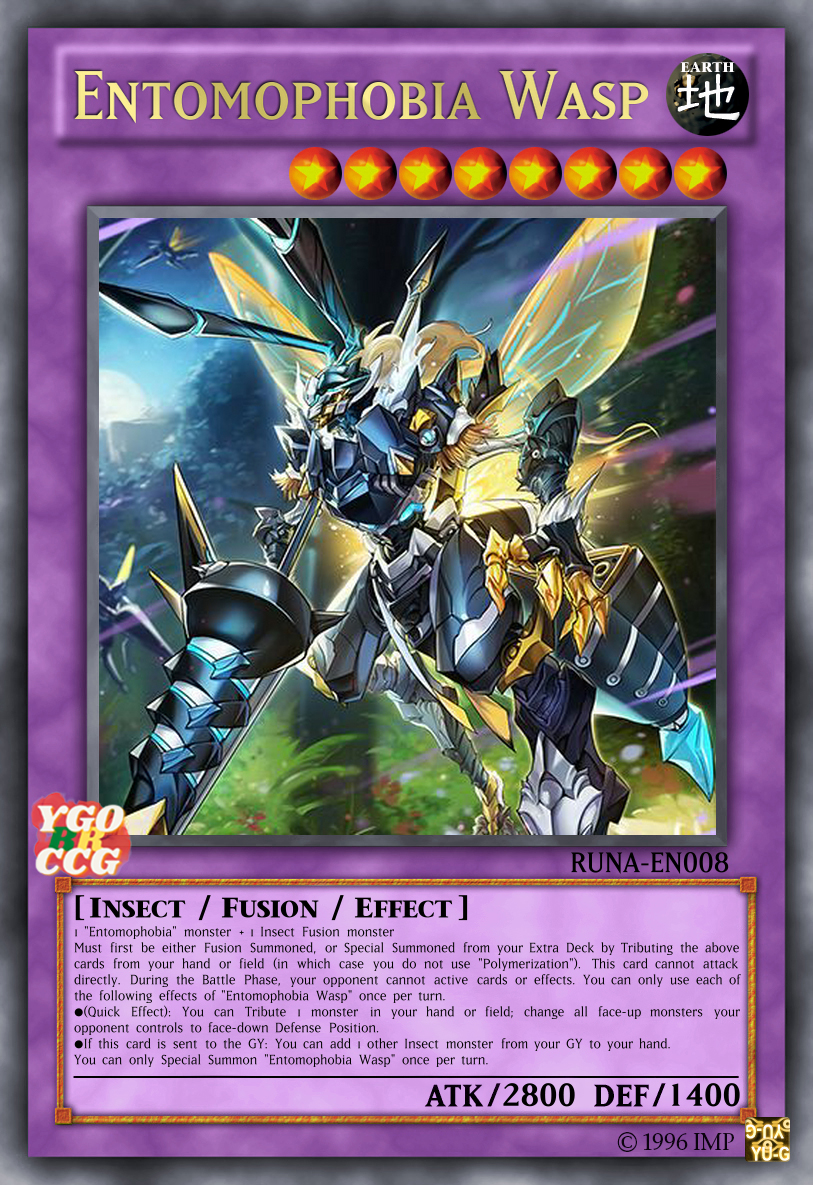 Entomophobia Wasp
EARTH
地
YGO
RR
CCG
RUNA-EN008
[ Insect / Fusion / Effect ]
1 "Entomophobia" monster + 1 Insect Fusion monster
Must first be either Fusion Summoned, or Special Summoned from your Extra Deck by Tributing the above
cards from your hand or field (in which case you do not use "Polymerization"). This card cannot attack
directly. During the Battle Phase, your opponent cannot active cards or effects. You can only use each of
the following effects of "Entomophobia Wasp" once per turn.
●(Quick Effect): You can Tribute 1 monster in your hand or field; change all face-up monsters your
opponent controls to face-down Defense Position.
●If this card is sent to the GY: You can add 1 other Insect monster from your GY to your hand.
You can only Special Summon "Entomophobia Wasp" once per turn.
ATK/2800 DEF/1400
© 1996 IMP